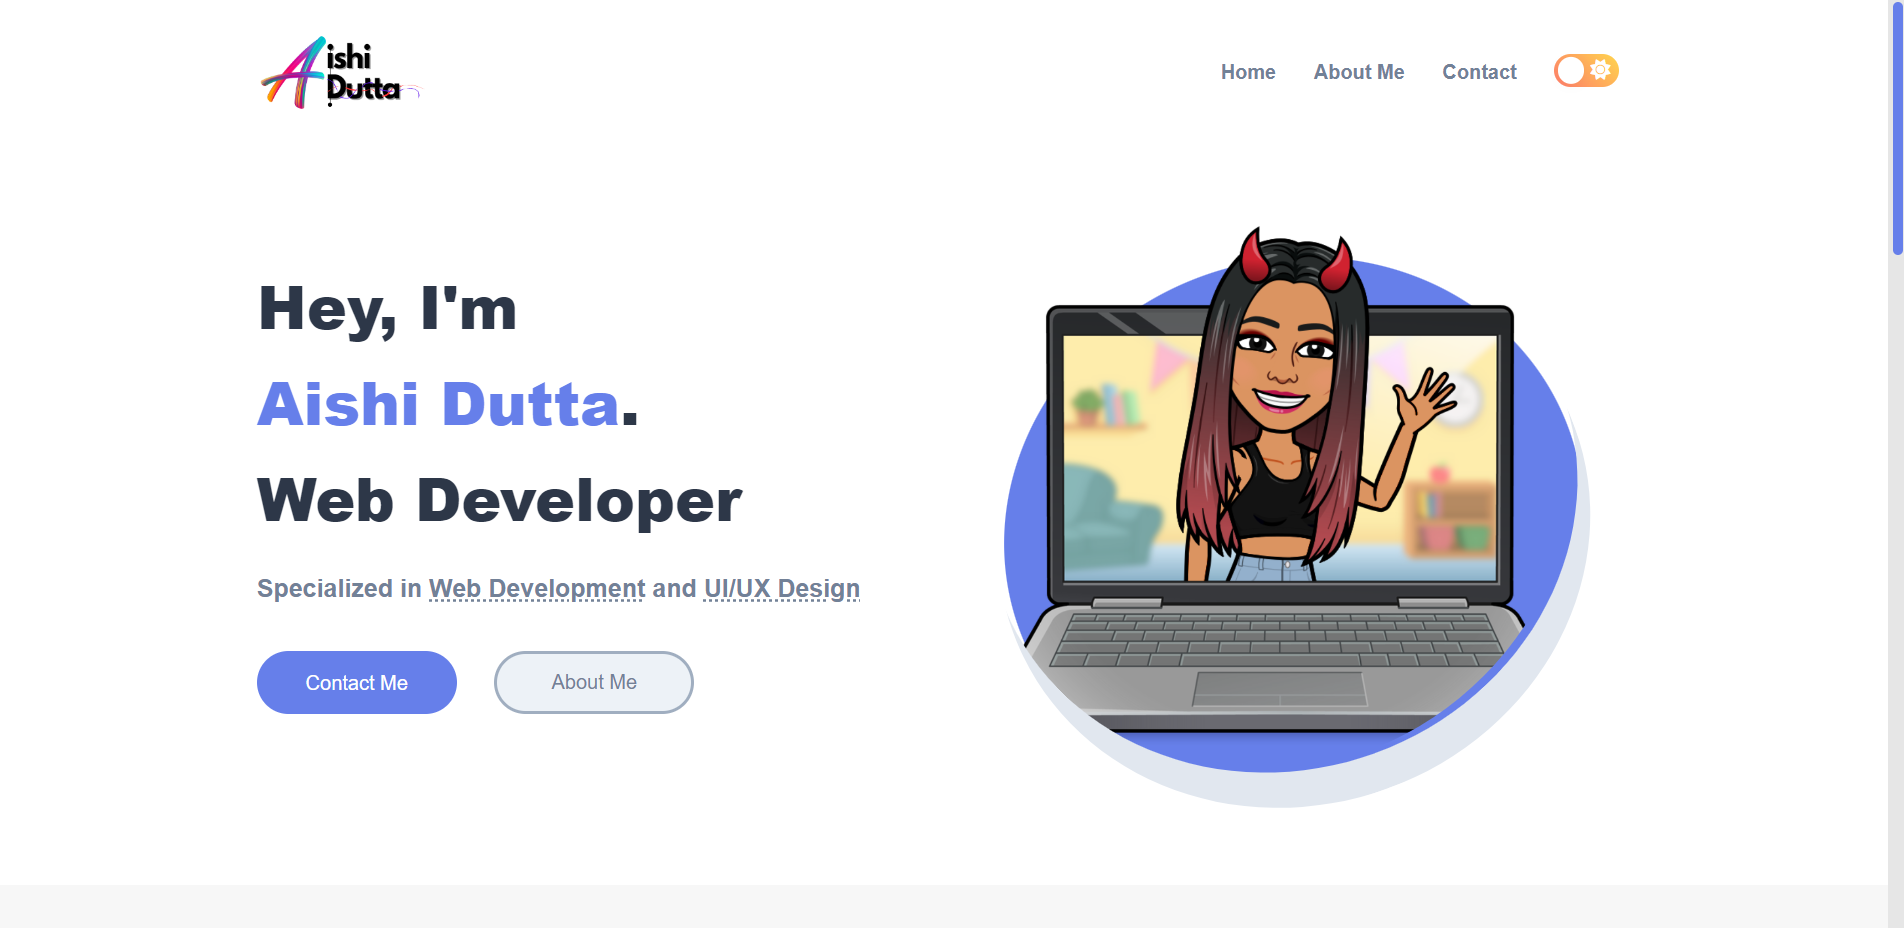 Aishi
Dutta
Home
About Me
Contact
Hey, I'm
Aishi Dutta.
Web Developer
Specialized in Web Development and UI/UX Design
Contact Me
About Me